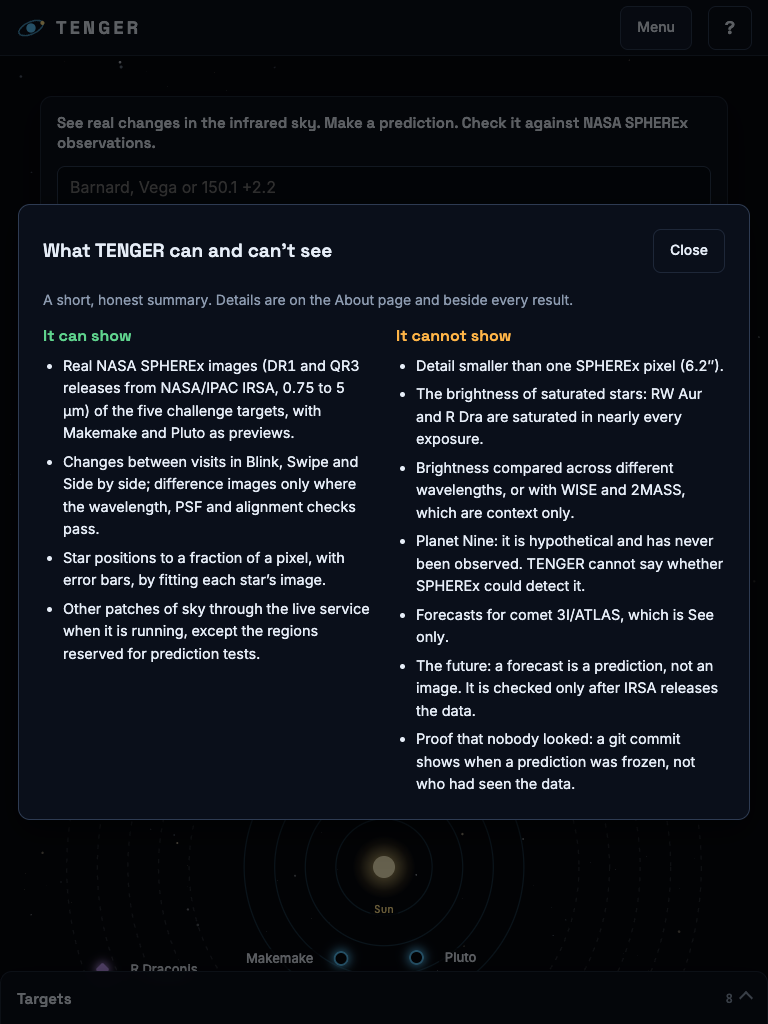 TENGER
Menu
?
See real changes in the infrared sky. Make a prediction. Check it against NASA SPHEREx
observations.
Barnard, Vega or 150.1 +2.2
What TENGER can and can't see
Close
A short, honest summary. Details are on the About page and beside every result.
It can show
• Real NASA SPHEREx images (DR1 and QR3
releases from NASA/IPAC IRSA, 0.75 to 5
μm) of the five challenge targets, with
Makemake and Pluto as previews.
• Changes between visits in Blink, Swipe and
Side by side; difference images only where
the wavelength, PSF and alignment checks
pass.
• Star positions to a fraction of a pixel, with
error bars, by fitting each star's image.
• Other patches of sky through the live service
when it is running, except the regions
reserved for prediction tests.
It cannot show
• Detail smaller than one SPHEREx pixel (6.2″).
• The brightness of saturated stars: RW Aur
and R Dra are saturated in nearly every
exposure.
• Brightness compared across different
wavelengths, or with WISE and 2MASS,
which are context only.
• Planet Nine: it is hypothetical and has never
been observed. TENGER cannot say whether
SPHEREx could detect it.
• Forecasts for comet 3I/ATLAS, which is See
only.
• The future: a forecast is a prediction, not an
image. It is checked only after IRSA releases
the data.
• Proof that nobody looked: a git commit
shows when a prediction was frozen, not
who had seen the data.
Sun
Makemake
Pluto
R Draconis
Targets
8